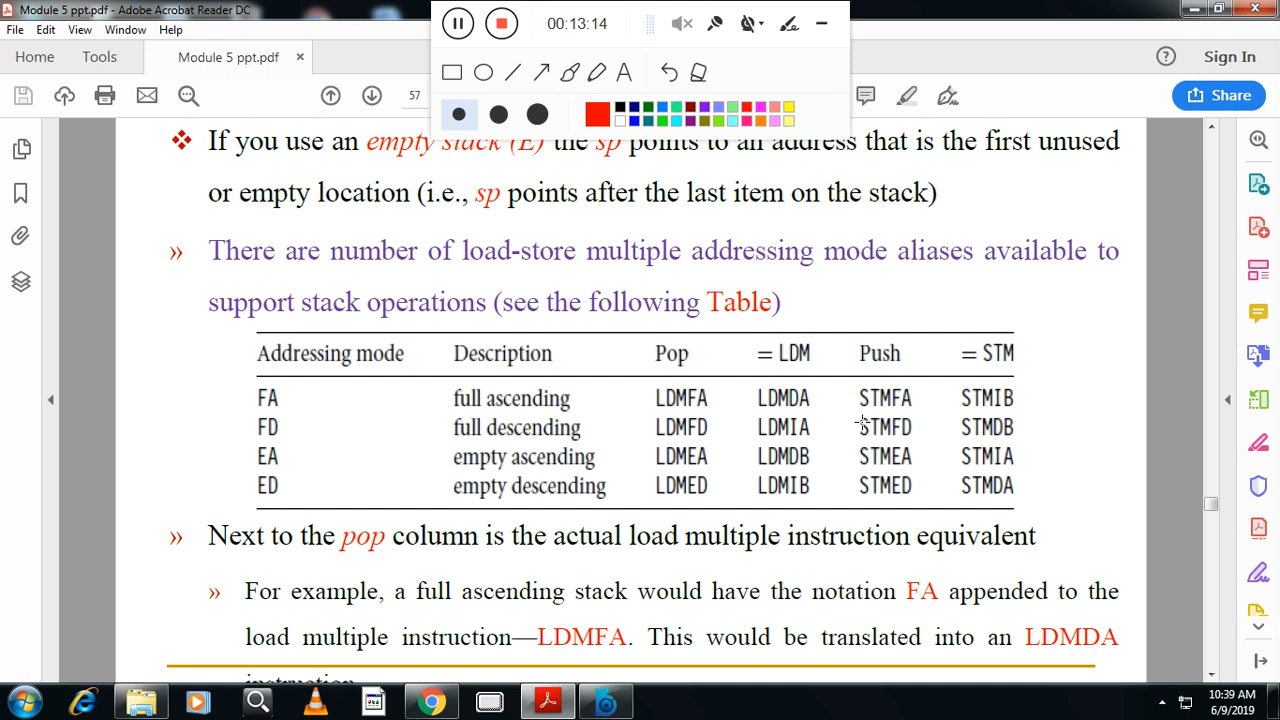 Module 5 ppt.pdf - Adobe Acrobat Reader DC
00:13:14
File Edit View Window Help
Home Tools Module 5 ppt.pdf Sign In
57 Share
If you use an empty stack (E) the sp points to an address that is the first unused
or empty location (i.e., sp points after the last item on the stack)
» There are number of load-store multiple addressing mode aliases available to
support stack operations (see the following Table)
Addressing mode Description Pop = LDM Push = STM
FA full ascending LDMFA LDMDA STMFA STMIB
FD full descending LDMFD LDMIA STMFD STMDB
EA empty ascending LDMEA LDMDB STMEA STMIA
ED empty descending LDMED LDMIB STMED STMDA
» Next to the pop column is the actual load multiple instruction equivalent
» For example, a full ascending stack would have the notation FA appended to the
load multiple instruction—LDMFA. This would be translated into an LDMDA
instruction
10:39 AM
6/9/2019